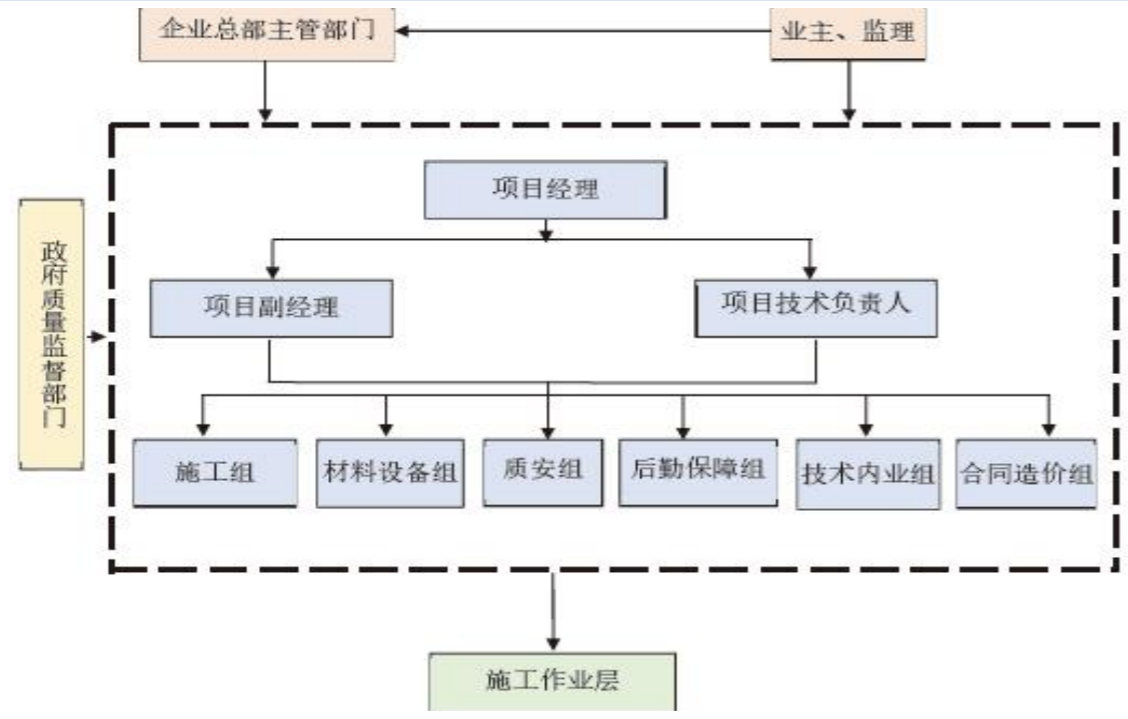 企业总部主管部门
业主、监理
项目经理
政府质量监督部门
项目副经理
项目技术负责人
施工组
材料设备组
质安组
后勤保障组
技术内业组
合同造价组
施工作业层